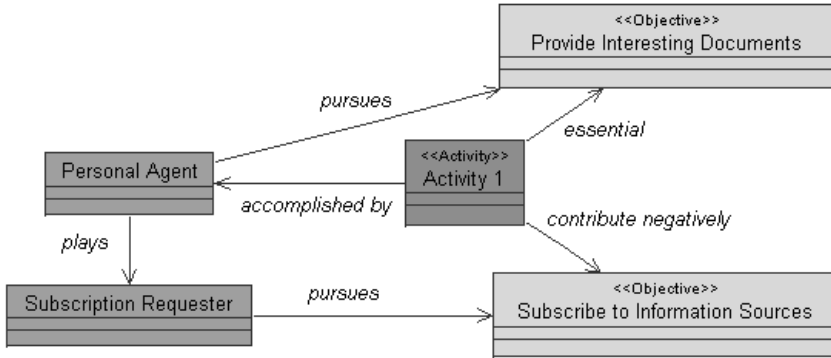 <<Objective>>
Provide Interesting Documents
pursues
essential
<<Activity>>
Activity 1
Personal Agent
accomplished by
contribute negatively
plays
<<Objective>>
Subscribe to Information Sources
Subscription Requester
pursues